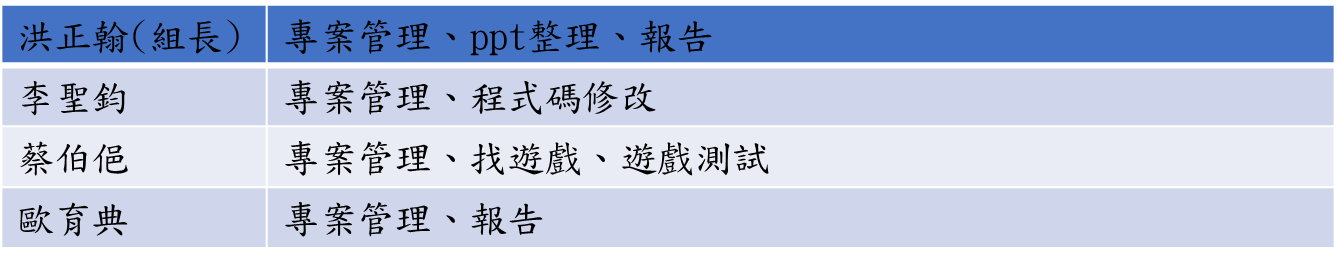 洪正翰(組長) 專案管理、ppt整理、報告
李聖鈞 專案管理、程式碼修改
蔡伯俋 專案管理、找遊戲、遊戲測試
歐育典 專案管理、報告